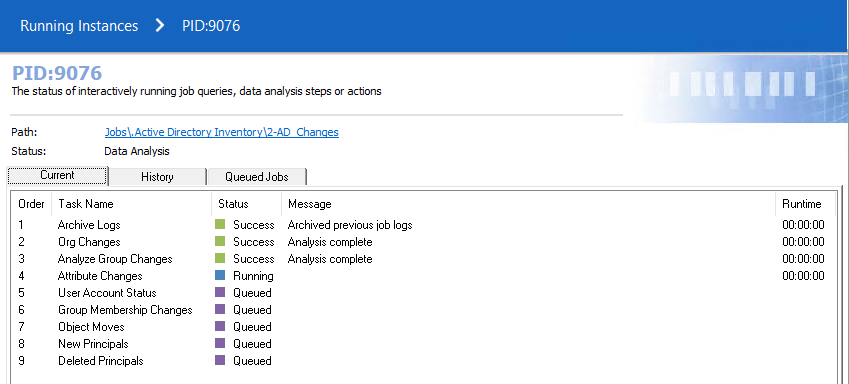 Running Instances > PID:9076
PID:9076
The status of interactively running job queries, data analysis steps or actions
Path: Jobs\.Active Directory Inventory\2-AD_Changes
Status: Data Analysis
Current History Queued Jobs
Order Task Name Status Message Runtime
1 Archive Logs Success Archived previous job logs 00:00:00
2 Org Changes Success Analysis complete 00:00:00
3 Analyze Group Changes Success Analysis complete 00:00:00
4 Attribute Changes Running 00:00:00
5 User Account Status Queued
6 Group Membership Changes Queued
7 Object Moves Queued
8 New Principals Queued
9 Deleted Principals Queued